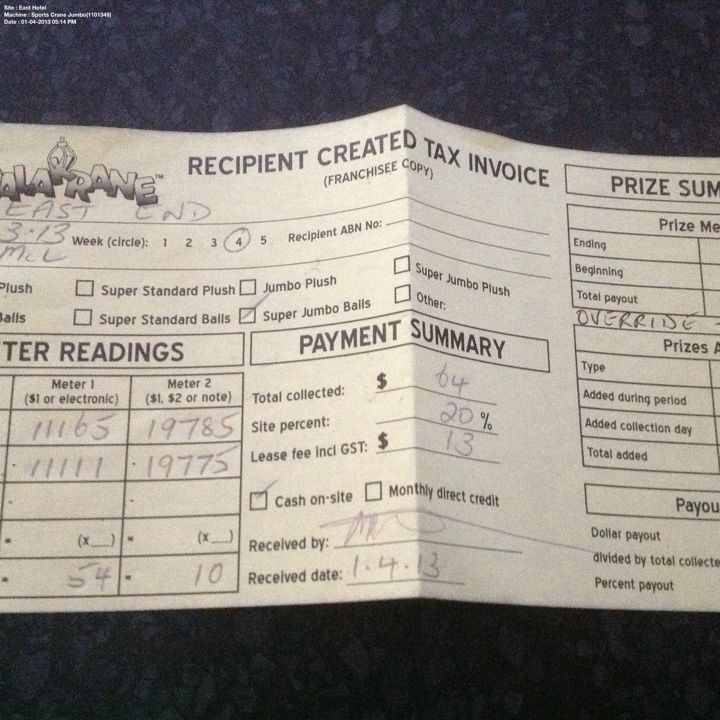 Site : East Hotel
Machine : Sports Crane Jumbo(1101349)
Date : 01-04-2013 05:14 PM
RECIPIENT CREATED TAX INVOICE
(FRANCHISEE COPY)
ALAKRANE™
EAST END
3.13 Week (circle): 1 2 3 4 5 Recipient ABN No:
McL
Plush Super Standard Plush Jumbo Plush Super Jumbo Plush
Balls Super Standard Balls Super Jumbo Balls Other:
TER READINGS
Meter 1 Meter 2
($1 or electronic) ($1, $2 or note)
11165 19785
- 11111 - 19775
-
= (x__) = (x__)
= 54 = 10
PAYMENT SUMMARY
Total collected: $ 64
Site percent: 20 %
Lease fee incl GST: $ 13
Cash on-site Monthly direct credit
Received by:
Received date: 1.4.13
PRIZE SUM
Prize Me
Ending
Beginning
Total payout
OVERRIDE
Prizes A
Type
Added during period
Added collection day
Total added
Payou
Dollar payout
divided by total collecte
Percent payout